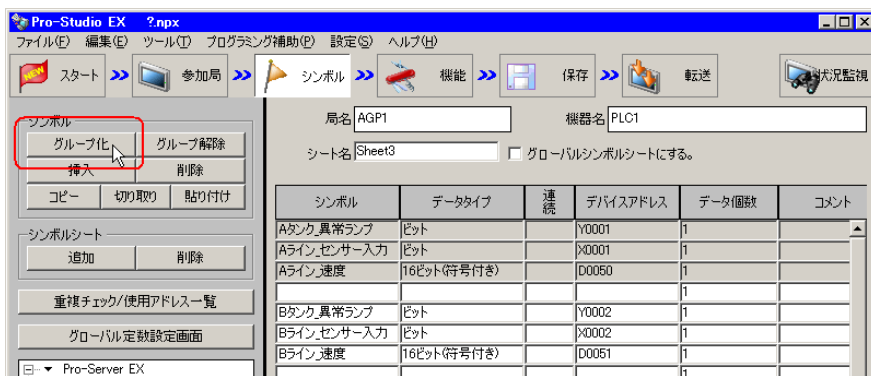 Pro-Studio EX ?.npx
ファイル(F) 編集(E) ツール(T) プログラミング補助(P) 設定(S) ヘルプ(H)
NEW スタート 参加局 シンボル 機能 保存 転送 状況監視
シンボル
グループ化 グループ解除
挿入 削除
コピー 切り取り 貼り付け
シンボルシート
追加 削除
重複チェック/使用アドレス一覧
グローバル定数設定画面
Pro-Server EX
局名 AGP1 機器名 PLC1
シート名 Sheet3 グローバルシンボルシートにする。
シンボル データタイプ 連続 デバイスアドレス データ個数 コメント
Aタンク_異常ランプ ビット Y0001 1
Aライン_センサー入力 ビット X0001 1
Aライン_速度 16ビット(符号付き) D0050 1
1
Bタンク_異常ランプ ビット Y0002 1
Bライン_センサー入力 ビット X0002 1
Bライン_速度 16ビット(符号付き) D0051 1